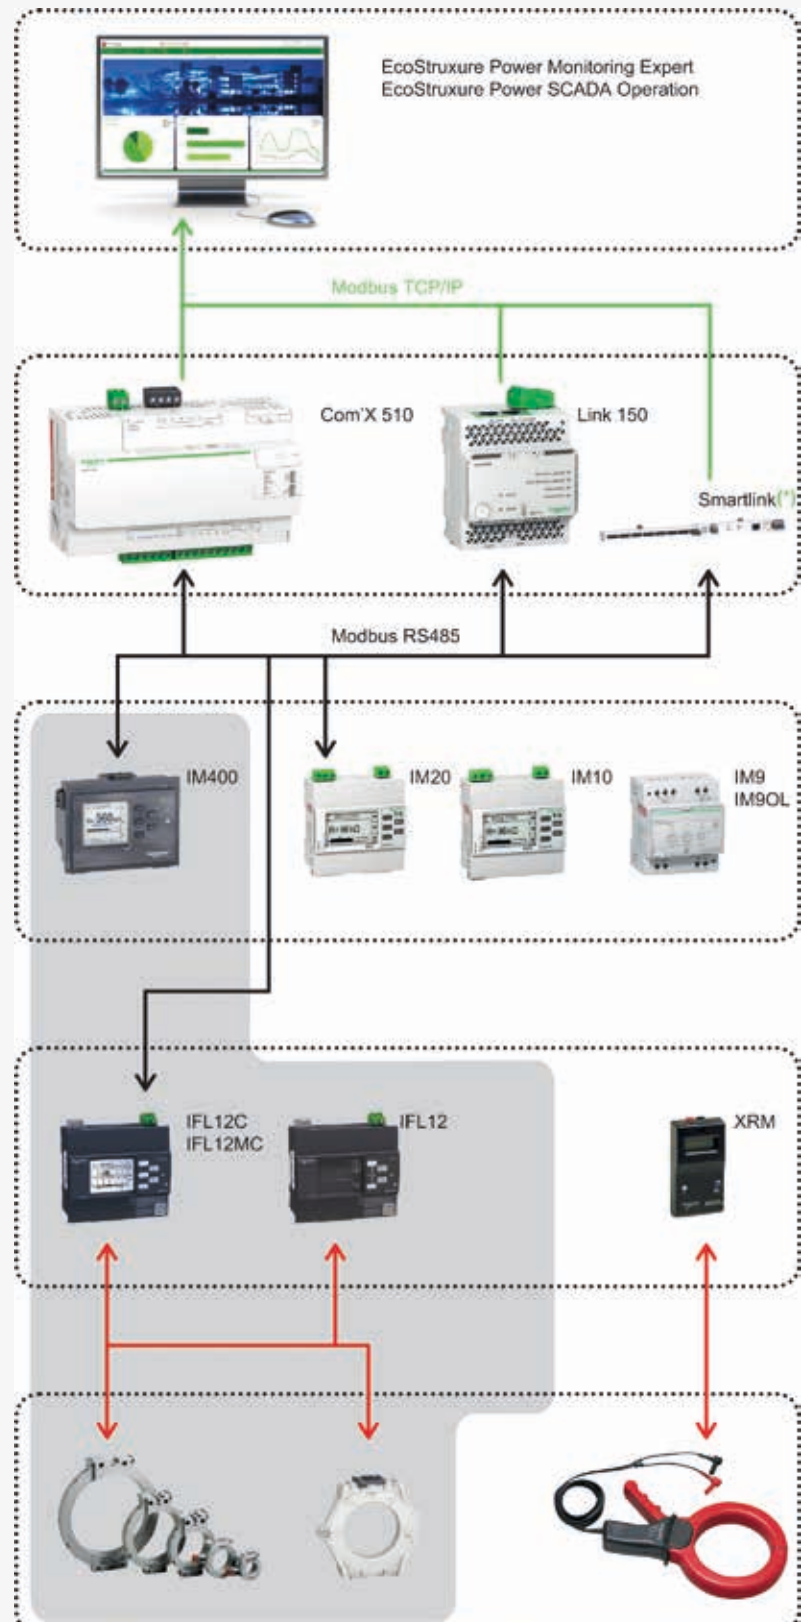 EcoStruxure Power Monitoring Expert
EcoStruxure Power SCADA Operation
Modbus TCP/IP
Com'X 510
Link 150
Smartlink(*)
Modbus RS485
IM400
IM20
IM10
IM9
IM9OL
IFL12C
IFL12MC
IFL12
XRM